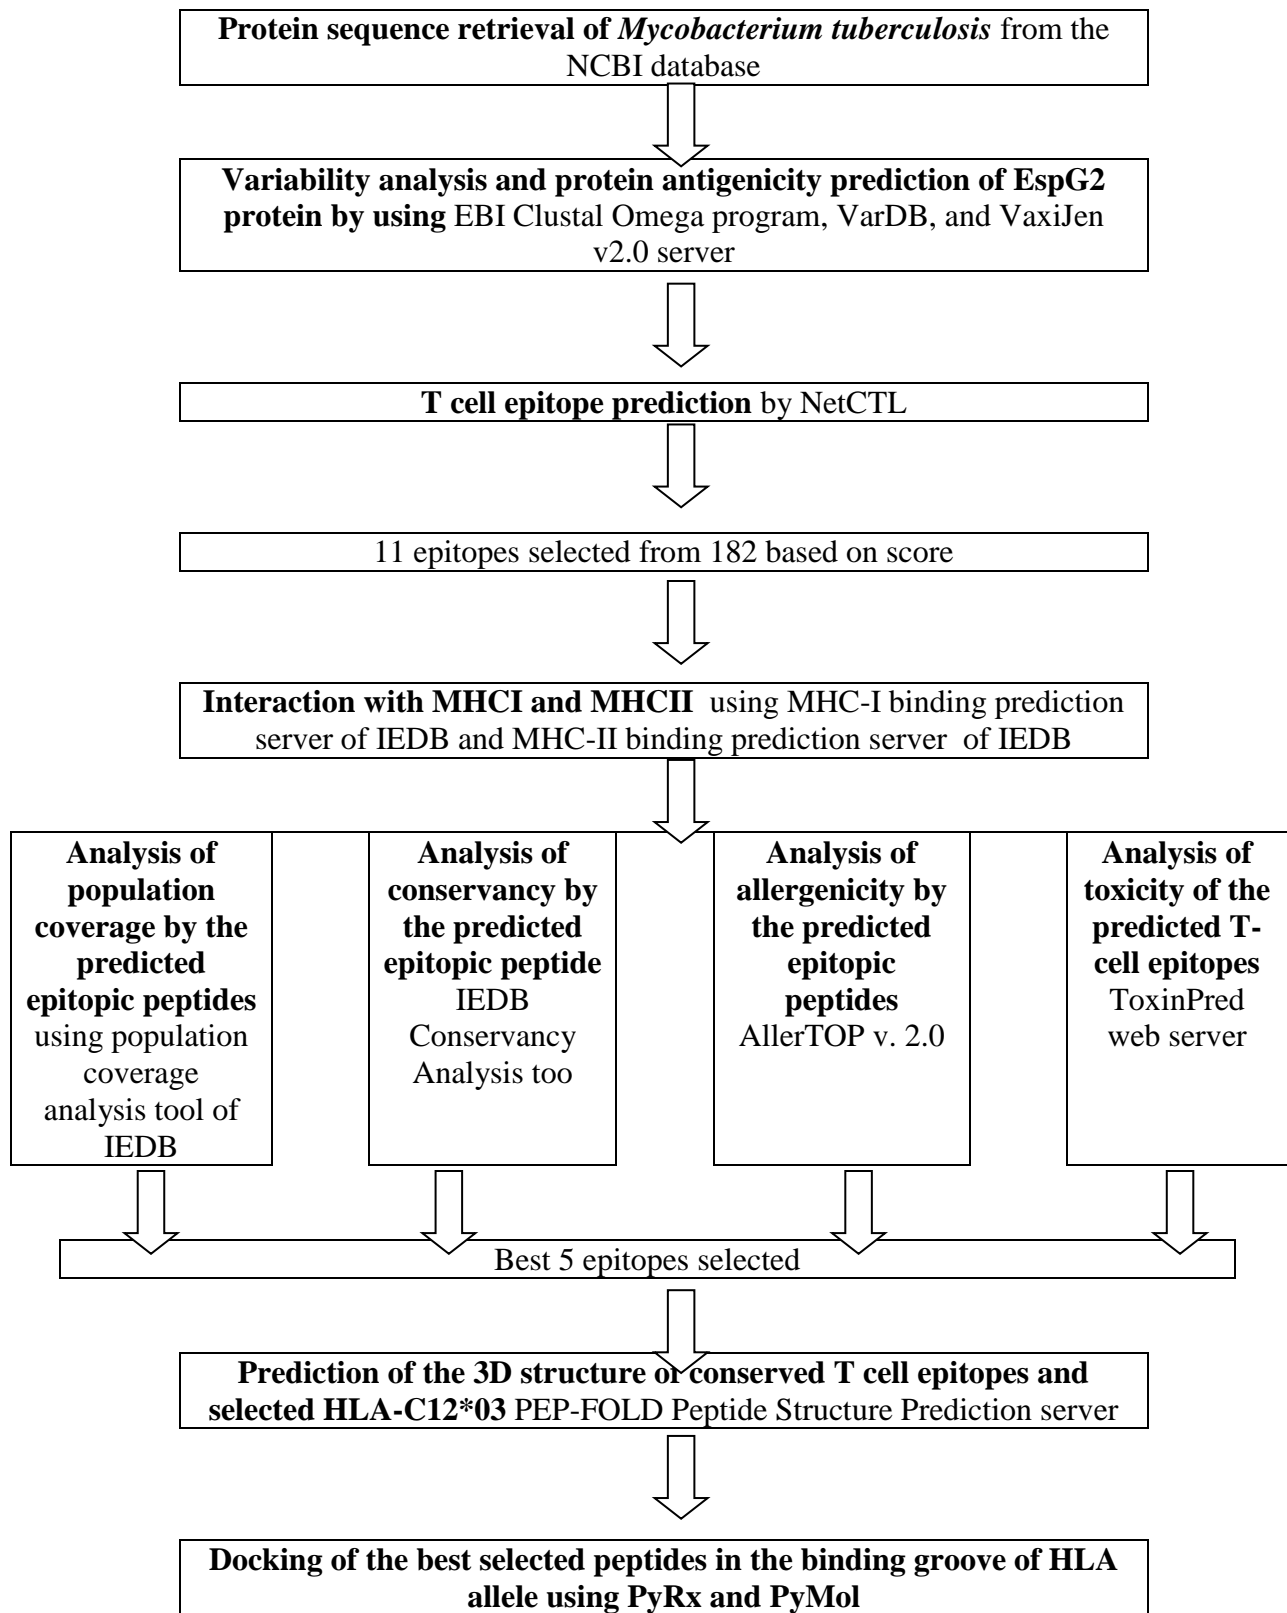 Protein sequence retrieval of Mycobacterium tuberculosis from the
NCBI database
Variability analysis and protein antigenicity prediction of EspG2
protein by using EBI Clustal Omega program, VarDB, and VaxiJen
v2.0 server
T cell epitope prediction by NetCTL
11 epitopes selected from 182 based on score
Interaction with MHCI and MHCII using MHC-I binding prediction
server of IEDB and MHC-II binding prediction server of IEDB
Analysis of
population
coverage by the
predicted
epitopic peptides
using population
coverage
analysis tool of
IEDB
Analysis of
conservancy by
the predicted
epitopic peptide
IEDB
Conservancy
Analysis too
Analysis of
allergenicity by
the predicted
epitopic
peptides
AllerTOP v. 2.0
Analysis of
toxicity of the
predicted T-
cell epitopes
ToxinPred
web server
Best 5 epitopes selected
Prediction of the 3D structure of conserved T cell epitopes and
selected HLA-C12*03 PEP-FOLD Peptide Structure Prediction server
Docking of the best selected peptides in the binding groove of HLA
allele using PyRx and PyMol